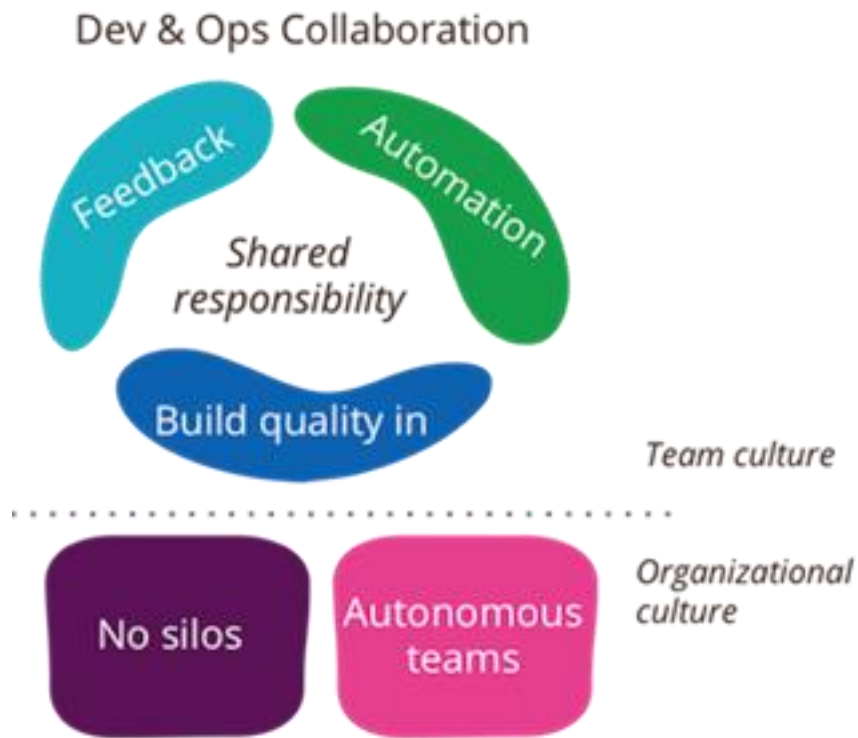 Dev & Ops Collaboration
Feedback
Automation
Shared
responsibility
Build quality in
Team culture
No silos
Autonomous
teams
Organizational
culture